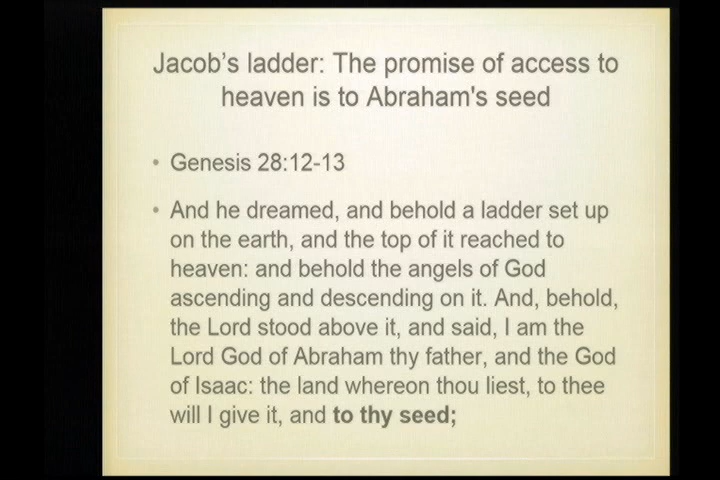 Jacob’s ladder: The promise of access to
heaven is to Abraham's seed
• Genesis 28:12-13
• And he dreamed, and behold a ladder set up
on the earth, and the top of it reached to
heaven: and behold the angels of God
ascending and descending on it. And, behold,
the Lord stood above it, and said, I am the
Lord God of Abraham thy father, and the God
of Isaac: the land whereon thou liest, to thee
will I give it, and to thy seed;